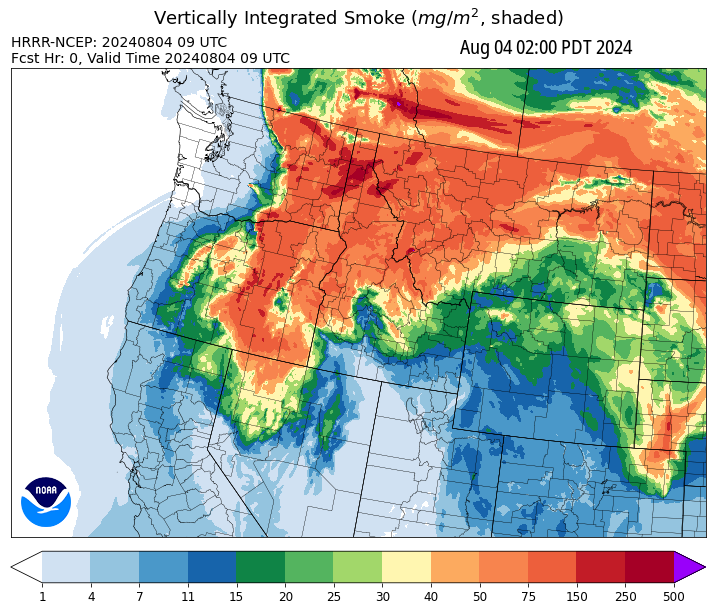 Vertically Integrated Smoke (mg/m², shaded)
HRRR-NCEP: 20240804 09 UTC
Aug 04 02:00 PDT 2024
Fcst Hr: 0, Valid Time 20240804 09 UTC
NOAA
1 4 7 11 15 20 25 30 40 50 75 150 250 500